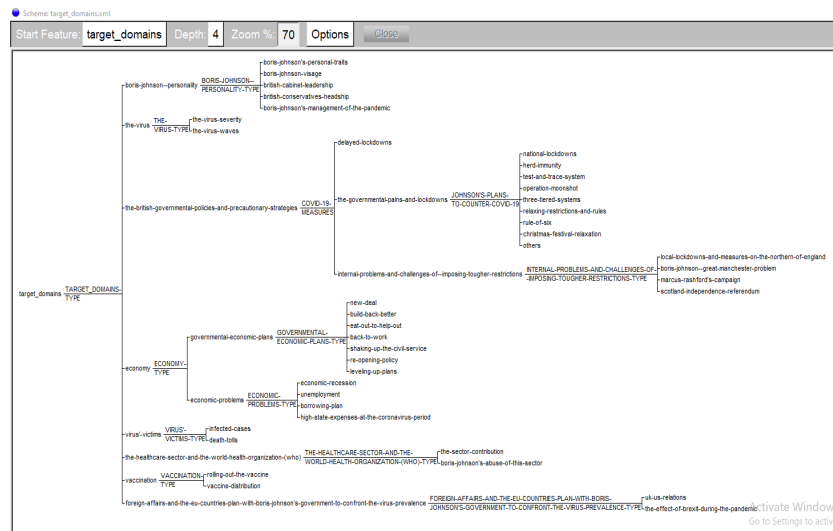 Scheme: target_domains.xml
Start Feature: target_domains Depth: 4 Zoom %: 70 Options Close
boris-johnson's-personal-traits
boris-johnson-visage
boris-johnson--personality BORIS-JOHNSON--
PERSONALITY-TYPE british-cabinet-leadership
british-conservatives-headship
boris-johnson's-management-of-the-pandemic
the-virus THE-
VIRUS-TYPE the-virus-severity
the-virus-waves
delayed-lockdowns
national-lockdowns
herd-immunity
test-and-trace-system
operation-moonshot
the-british-governmental-policies-and-precautionary-strategies COVID-19-
MEASURES the-governmental-pains-and-lockdowns JOHNSON'S-PLANS-
TO-COUNTER-COVID-19 three-tiered-systems
relaxing-restrictions-and-rules
rule-of-six
christmas-festival-relaxation
others
local-lockdowns-and-measures-on-the-northern-of-england
internal-problems-and-challenges-of--imposing-tougher-restrictions INTERNAL-PROBLEMS-AND-CHALLENGES-OF-
-IMPOSING-TOUGHER-RESTRICTIONS-TYPE boris-johnson--great-manchester-problem
marcus-rashford's-campaign
scotland-independence-referendum
target_domains TARGET_DOMAINS-
TYPE
new-deal
build-back-better
eat-out-to-help-out
governmental-economic-plans GOVERNMENTAL-
ECONOMIC-PLANS-TYPE back-to-work
shaking-up-the-civil-service
re-opening-policy
leveling-up-plans
economy ECONOMY-
TYPE
economic-recession
unemployment
economic-problems ECONOMIC-
PROBLEMS-TYPE borrowing-plan
high-state-expenses-at-the-coronavirus-period
virus'-victims VIRUS'-
VICTIMS-TYPE infected-cases
death-tolls
the-healthcare-sector-and-the-world-heath-organization-(who) THE-HEALTHCARE-SECTOR-AND-THE-
WORLD-HEALTH-ORGANIZATION-(WHO)-TYPE the-sector-contribution
boris-johnson's-abuse-of-this-sector
vaccination VACCINATION-
TYPE rolling-out-the-vaccine
vaccine-distribution
foreign-affairs-and-the-eu-countries-plan-with-boris-johnson's-government-to-confront-the-virus-prevalence FOREIGN-AFFAIRS-AND-THE-EU-COUNTRIES-PLAN-WITH-BORIS-
JOHNSON'S-GOVERNMENT-TO-CONFRONT-THE-VIRUS-PREVALENCE-TYPE uk-us-relations
the-effect-of-brexit-during-the-pandemic
Activate Window
Go to Settings to activ